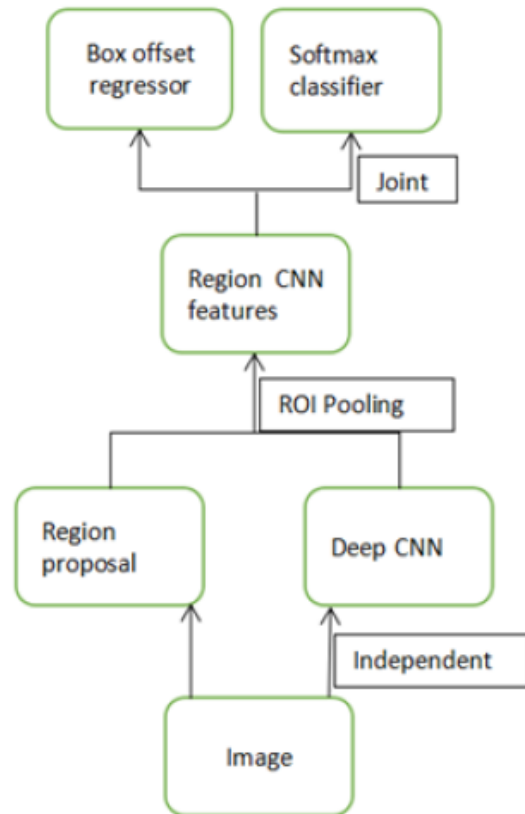 Box offset
regressor
Softmax
classifier
Joint
Region CNN
features
ROI Pooling
Region
proposal
Deep CNN
Independent
Image